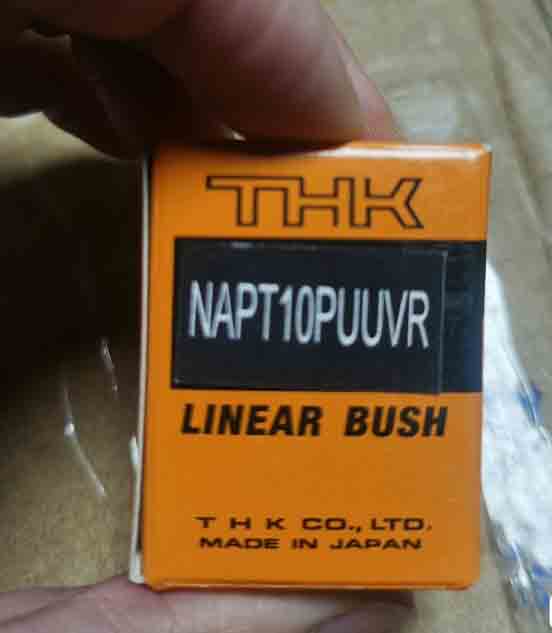 THK
NAPT10PUUVR
LINEAR BUSH
T H K CO., LTD.
MADE IN JAPAN